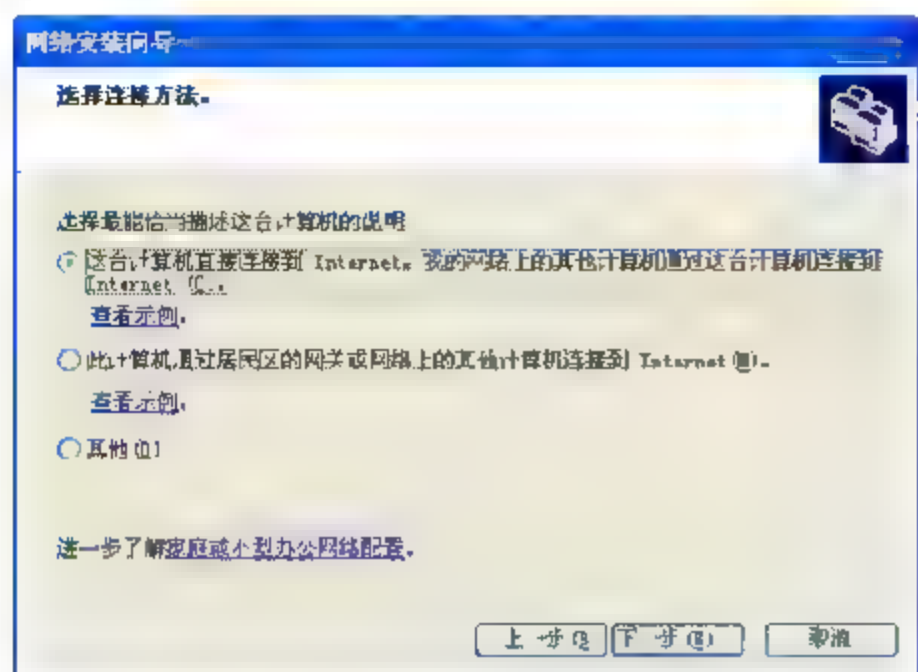 网络安装向导
选择连接方法。
选择最能恰当描述这台计算机的说明
这台计算机直接连接到 Internet。我的网络上的其他计算机通过这台计算机连接到
Internet
查看示例。
此计算机通过居民区的网关或网络上的其他计算机连接到 Internet
查看示例。
其他
进一步了解家庭或小型办公网络配置。
上一步
下一步
取消